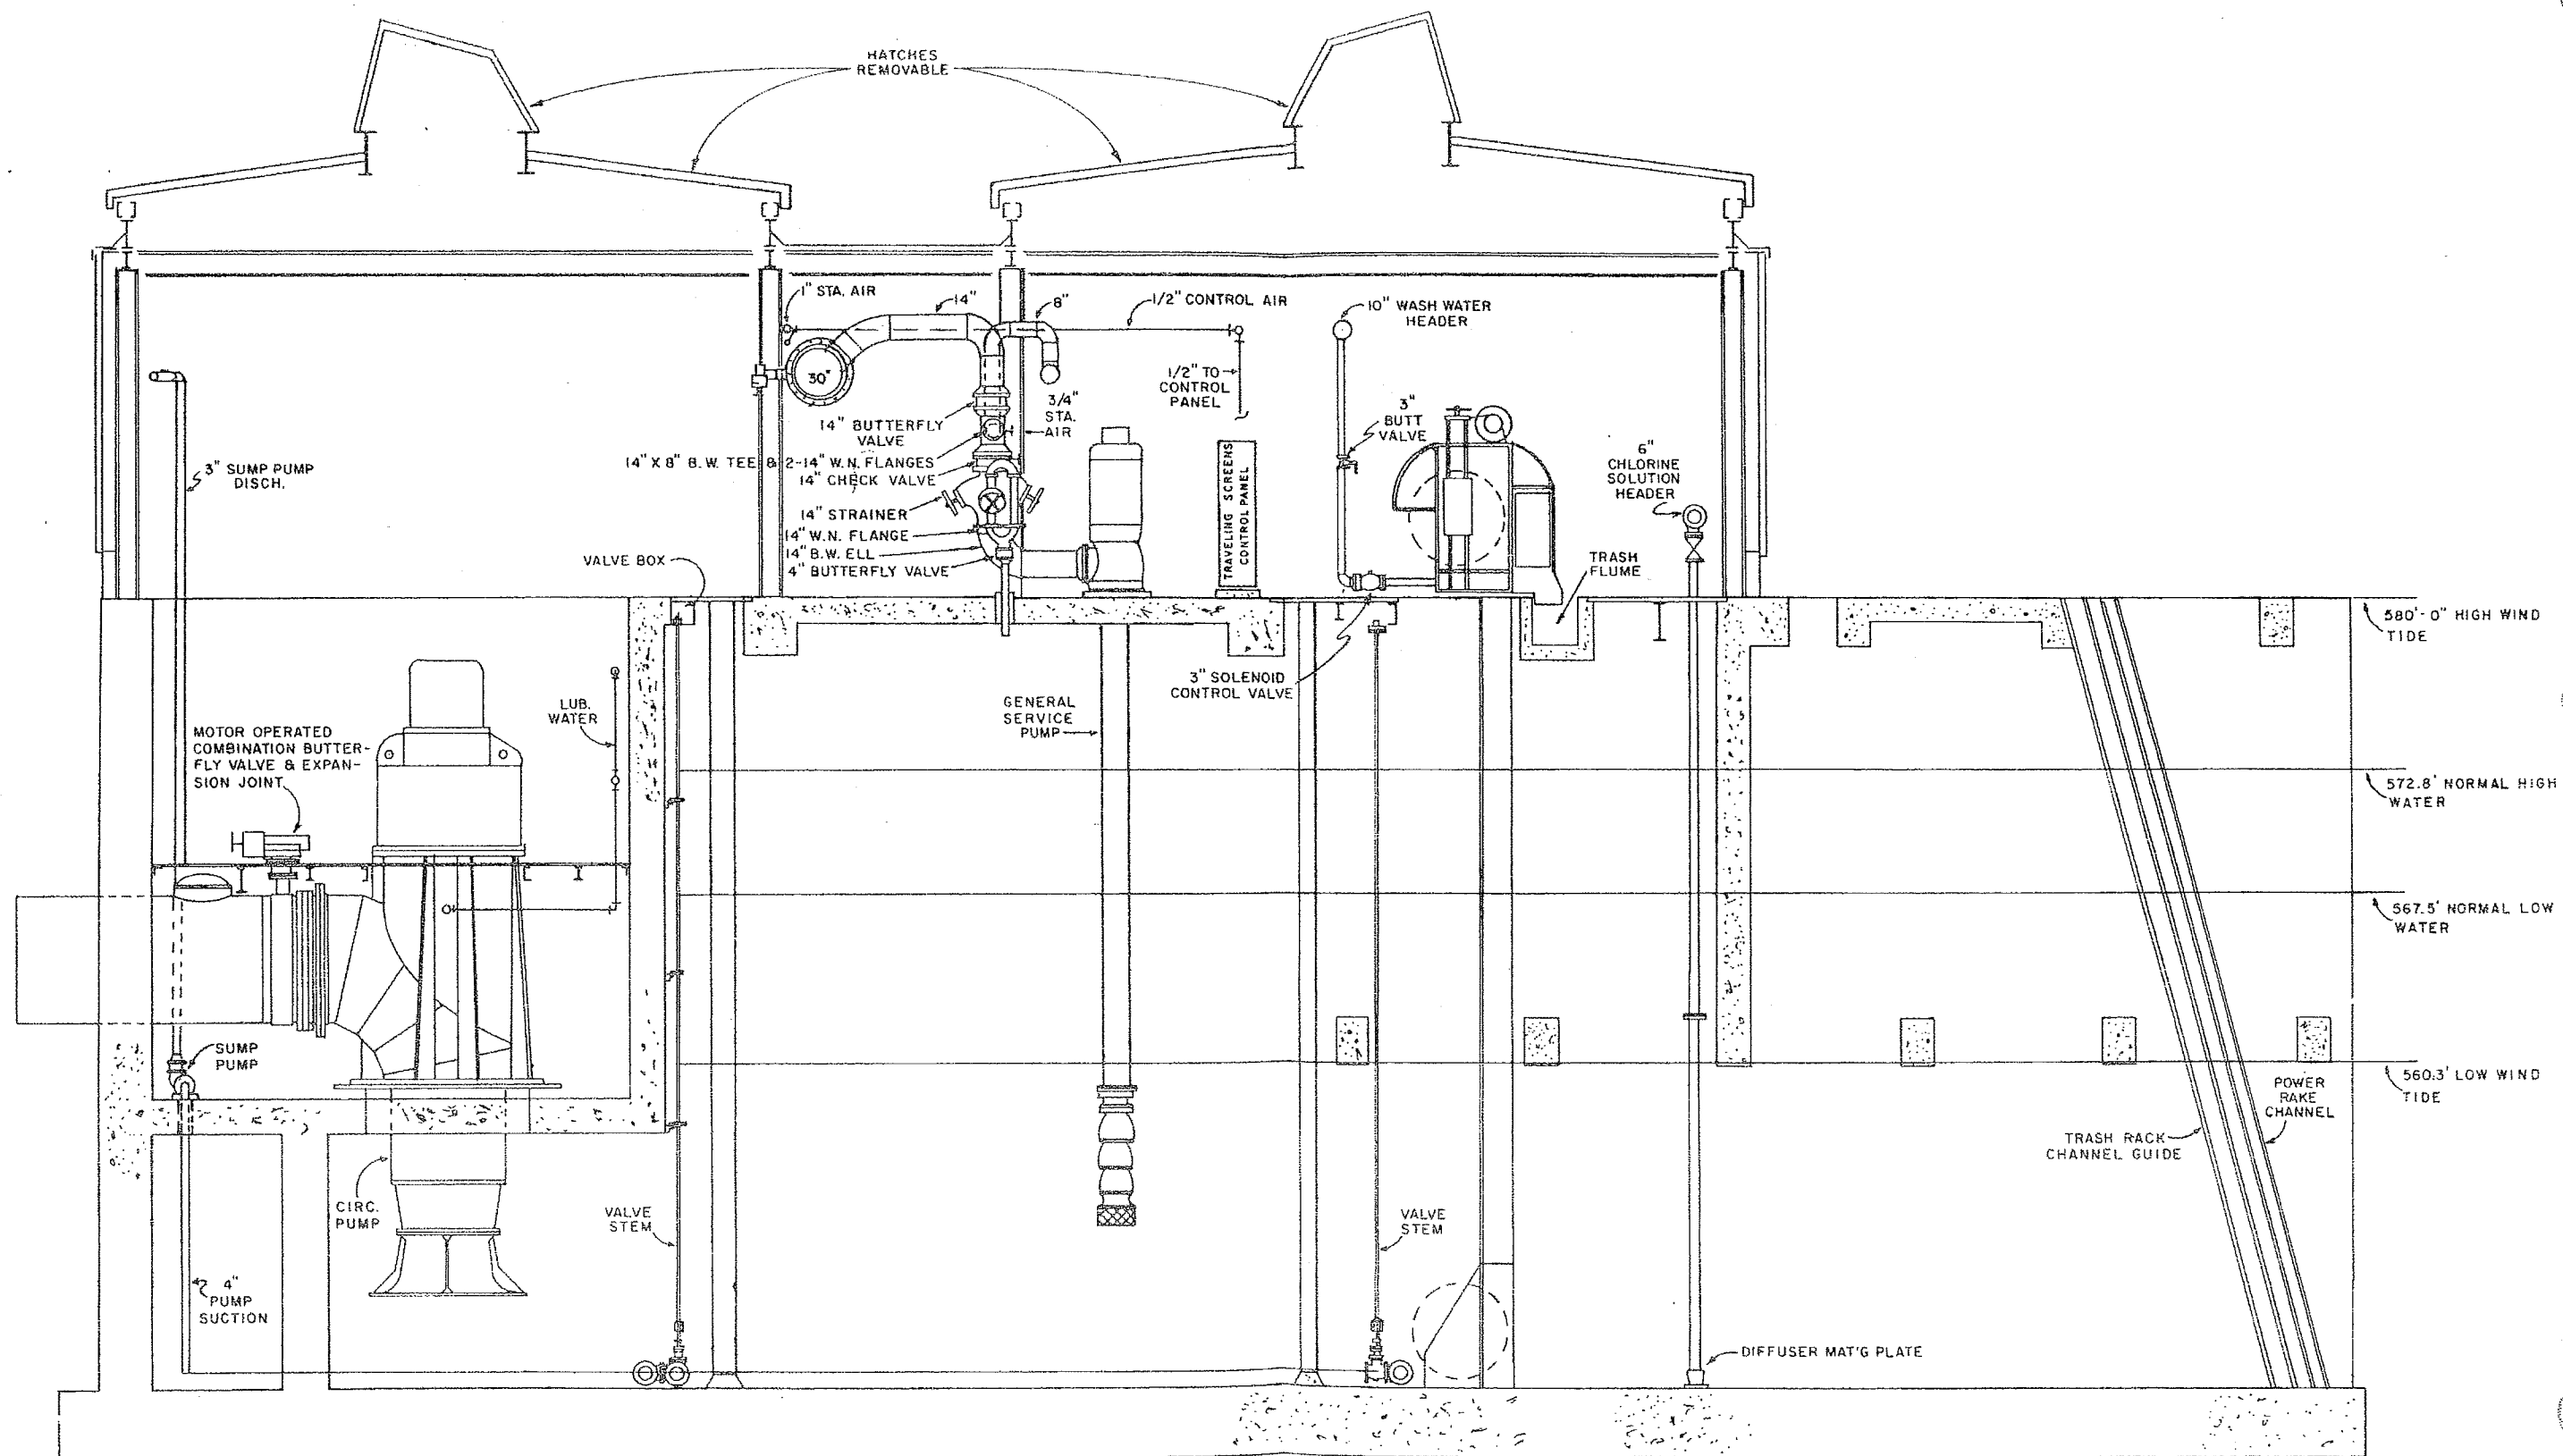 HATCHES
REMOVABLE
1" STA. AIR
14"
8"
1/2" CONTROL AIR
10" WASH WATER
HEADER
30"
1/2" TO
CONTROL
PANEL
3/4"
STA.
AIR
3"
BUTT
VALVE
14" BUTTERFLY
VALVE
14" X 8" B.W. TEE & 2-14" W.N. FLANGES
14" CHECK VALVE
14" STRAINER
14" W.N. FLANGE
14" B.W. ELL
4" BUTTERFLY VALVE
3" SUMP PUMP
DISCH.
TRAVELING SCREENS
CONTROL PANEL
6"
CHLORINE
SOLUTION
HEADER
VALVE BOX
TRASH
FLUME
580'-0" HIGH WIND
TIDE
3" SOLENOID
CONTROL VALVE
GENERAL
SERVICE
PUMP
LUB.
WATER
MOTOR OPERATED
COMBINATION BUTTER-
FLY VALVE & EXPAN-
SION JOINT
572.8' NORMAL HIGH
WATER
567.5' NORMAL LOW
WATER
SUMP
PUMP
560.3' LOW WIND
TIDE
POWER
RAKE
CHANNEL
TRASH RACK
CHANNEL GUIDE
CIRC.
PUMP
VALVE
STEM
VALVE
STEM
4"
PUMP
SUCTION
DIFFUSER MAT'G PLATE